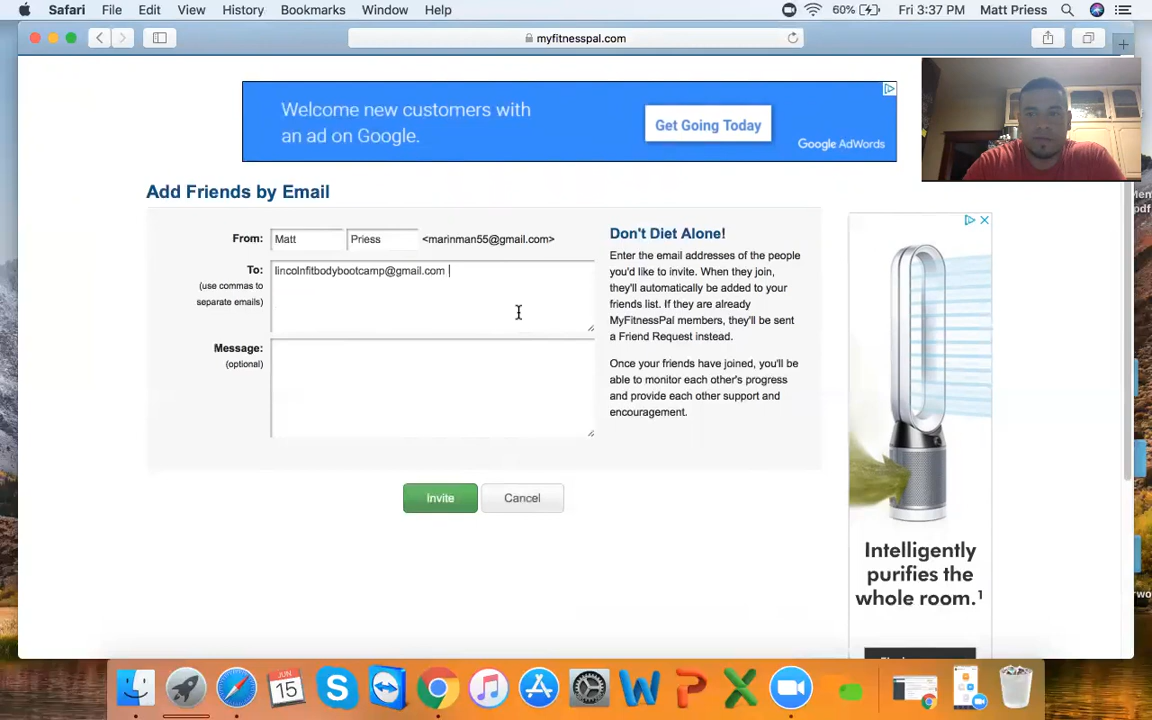 Safari File Edit View History Bookmarks Window Help 60% Fri 3:37 PM Matt Priess
myfitnesspal.com
Welcome new customers with
an ad on Google.
Get Going Today
Google AdWords
Add Friends by Email
From: Matt Priess <marinman55@gmail.com>
To: lincolnfitbodybootcamp@gmail.com
(use commas to
separate emails)
Message:
(optional)
Don't Diet Alone!
Enter the email addresses of the people
you'd like to invite. When they join,
they'll automatically be added to your
friends list. If they are already
MyFitnessPal members, they'll be sent
a Friend Request instead.
Once your friends have joined, you'll be
able to monitor each other's progress
and provide each other support and
encouragement.
Invite Cancel
Intelligently
purifies the
whole room.¹
JUN
15